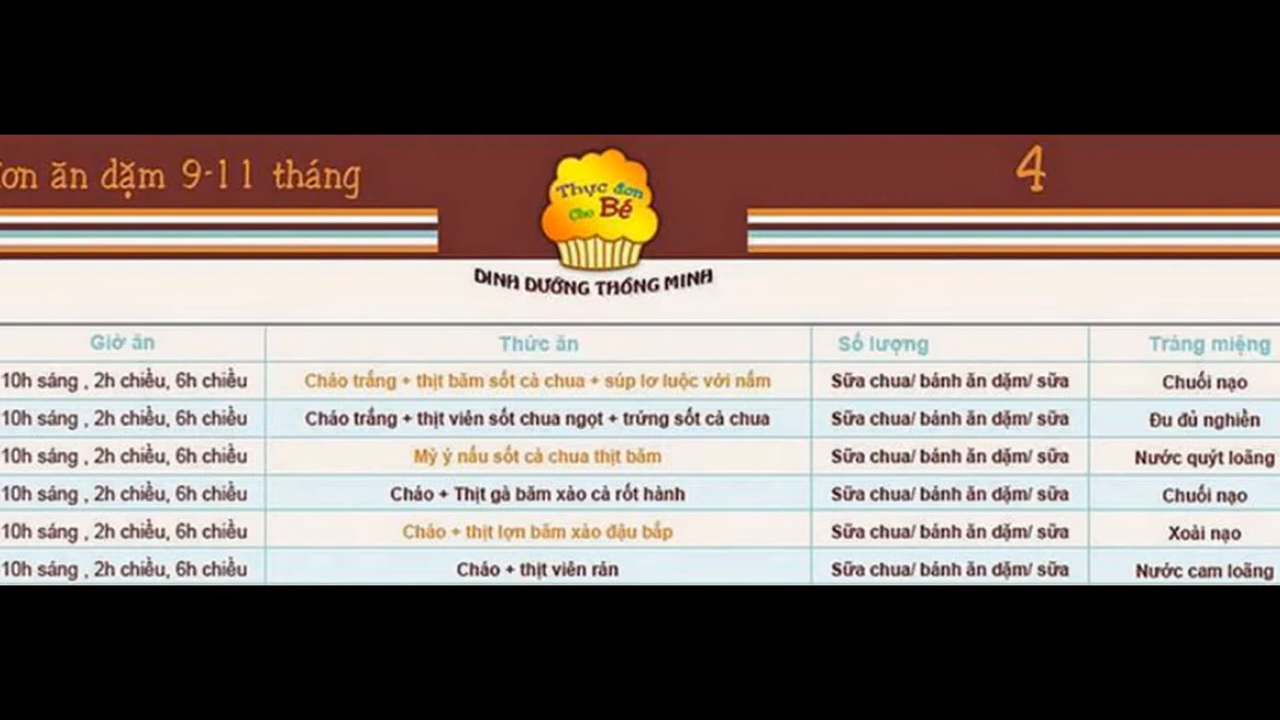 ơn ăn dặm 9-11 tháng
4
Thực đơn
Cho Bé
DINH DƯỠNG THÔNG MINH
Giờ ăn Thức ăn Số lượng Tráng miệng
10h sáng , 2h chiều, 6h chiều Cháo trắng + thịt băm sốt cà chua + súp lơ luộc với nấm Sữa chua/ bánh ăn dặm/ sữa Chuối nạo
10h sáng , 2h chiều, 6h chiều Cháo trắng + thịt viên sốt chua ngọt + trứng sốt cà chua Sữa chua/ bánh ăn dặm/ sữa Đu đủ nghiền
10h sáng , 2h chiều, 6h chiều Mỳ ý nấu sốt cà chua thịt băm Sữa chua/ bánh ăn dặm/ sữa Nước quýt loãng
10h sáng , 2h chiều, 6h chiều Cháo + Thịt gà băm xào cà rốt hành Sữa chua/ bánh ăn dặm/ sữa Chuối nạo
10h sáng , 2h chiều, 6h chiều Cháo + thịt lợn băm xào đậu bắp Sữa chua/ bánh ăn dặm/ sữa Xoài nạo
10h sáng , 2h chiều, 6h chiều Cháo + thịt viên rán Sữa chua/ bánh ăn dặm/ sữa Nước cam loãng